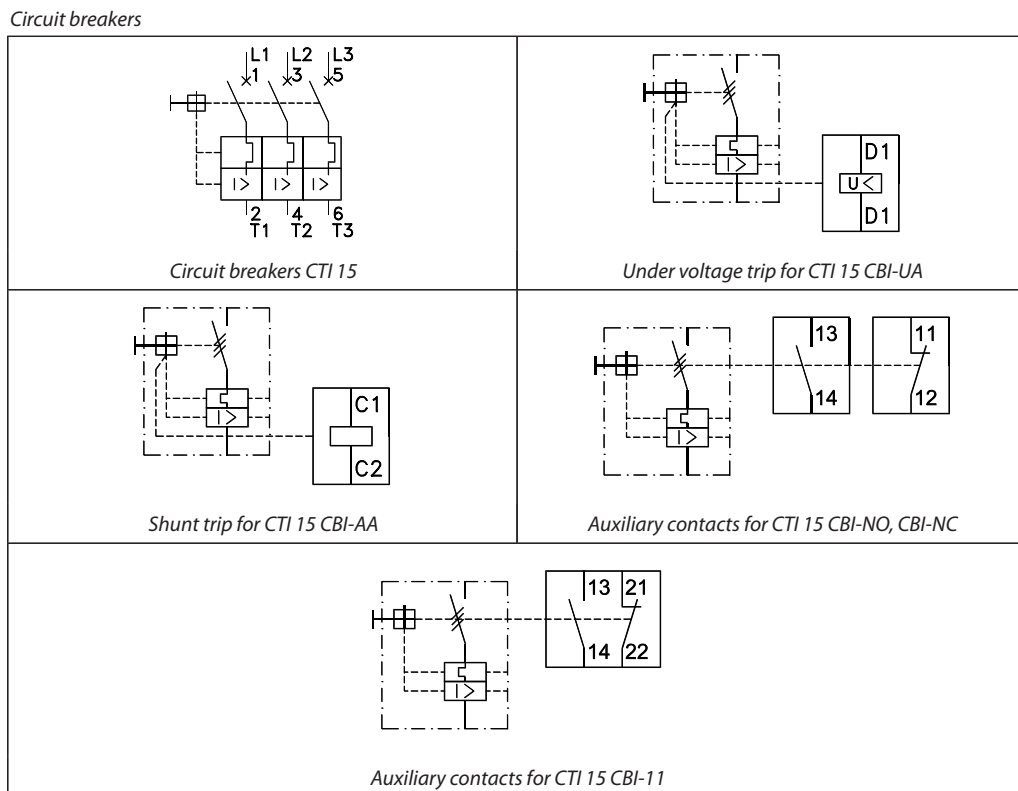 Circuit breakers
L1 L2 L3
1 3 5
I> I> I>
2 4 6
T1 T2 T3
Circuit breakers CTI 15
I>
D1
U<
D1
Under voltage trip for CTI 15 CBI-UA
I>
C1
C2
Shunt trip for CTI 15 CBI-AA
I>
13
14
11
12
Auxiliary contacts for CTI 15 CBI-NO, CBI-NC
I>
13 21
14 22
Auxiliary contacts for CTI 15 CBI-11